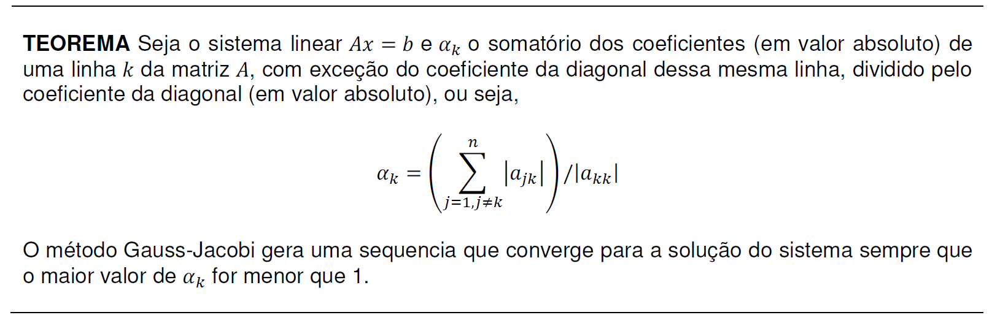 TEOREMA Seja o sistema linear $Ax = b$ e $\alpha_k$ o somatório dos coeficientes (em valor absoluto) de
uma linha $k$ da matriz $A$, com exceção do coeficiente da diagonal dessa mesma linha, dividido pelo
coeficiente da diagonal (em valor absoluto), ou seja,
$\alpha_k = \left( \sum_{j=1, j \neq k}^{n} |a_{jk}| \right) / |a_{kk}|$
O método Gauss-Jacobi gera uma sequencia que converge para a solução do sistema sempre que
o maior valor de $\alpha_k$ for menor que 1.